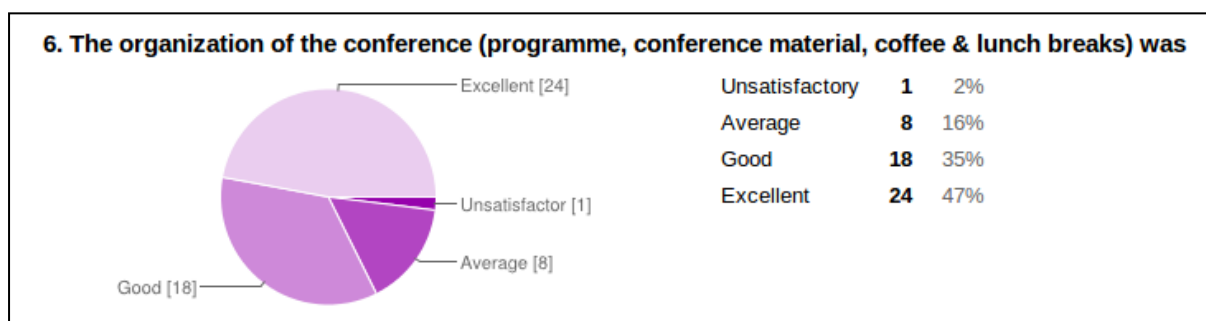 6. The organization of the conference (programme, conference material, coffee & lunch breaks) was
Excellent [24]
Unsatisfactor [1]
Average [8]
Good [18]
Unsatisfactory 1 2%
Average 8 16%
Good 18 35%
Excellent 24 47%